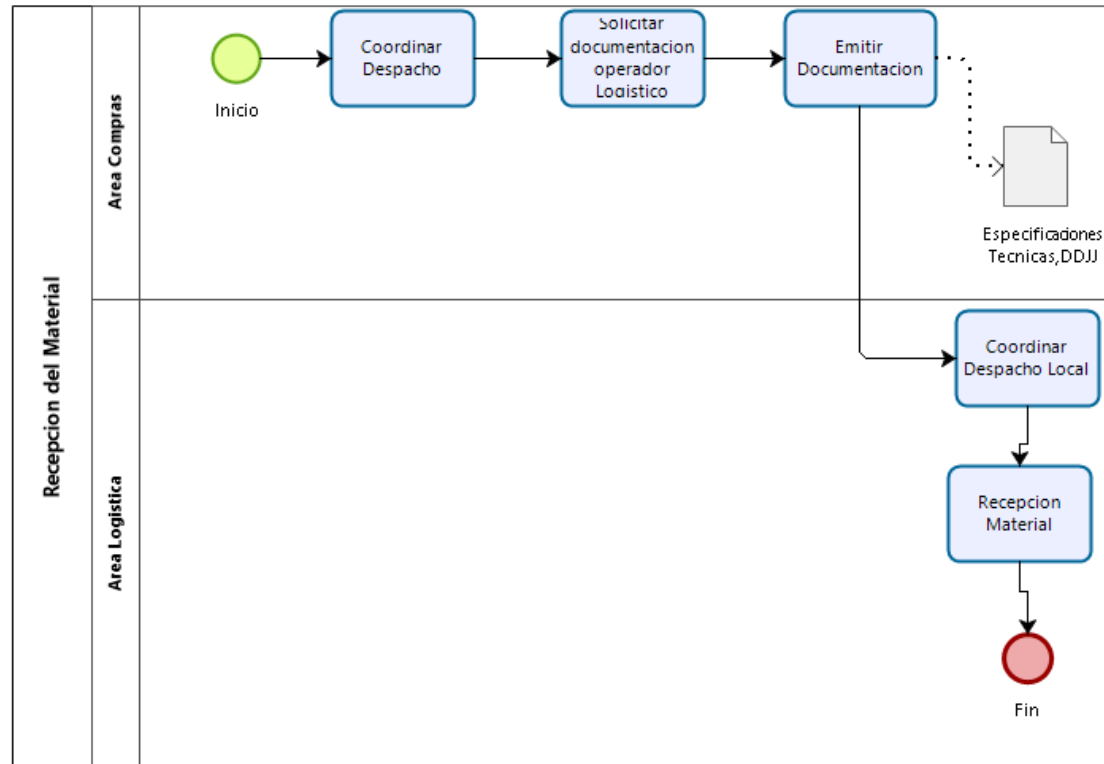 Recepcion del Material
Area Compras
Inicio
Coordinar
Despacho
Solicitar
documentacion
operador
Logistico
Emitir
Documentacion
Especificaciones
Tecnicas,DDJJ
Area Logistica
Coordinar
Despacho Local
Recepcion
Material
Fin